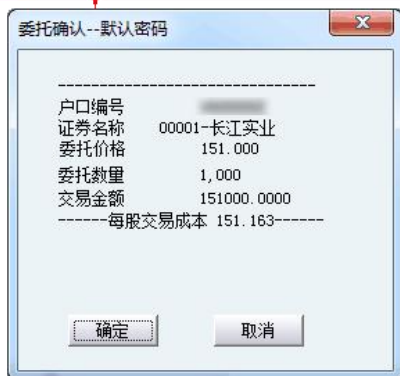 委托确认--默认密码
------------------------------
户口编号
证券名称 00001-长江实业
委托价格 151.000
委托数量 1,000
交易金额 151000.0000
------每股交易成本 151.163------
确定 取消